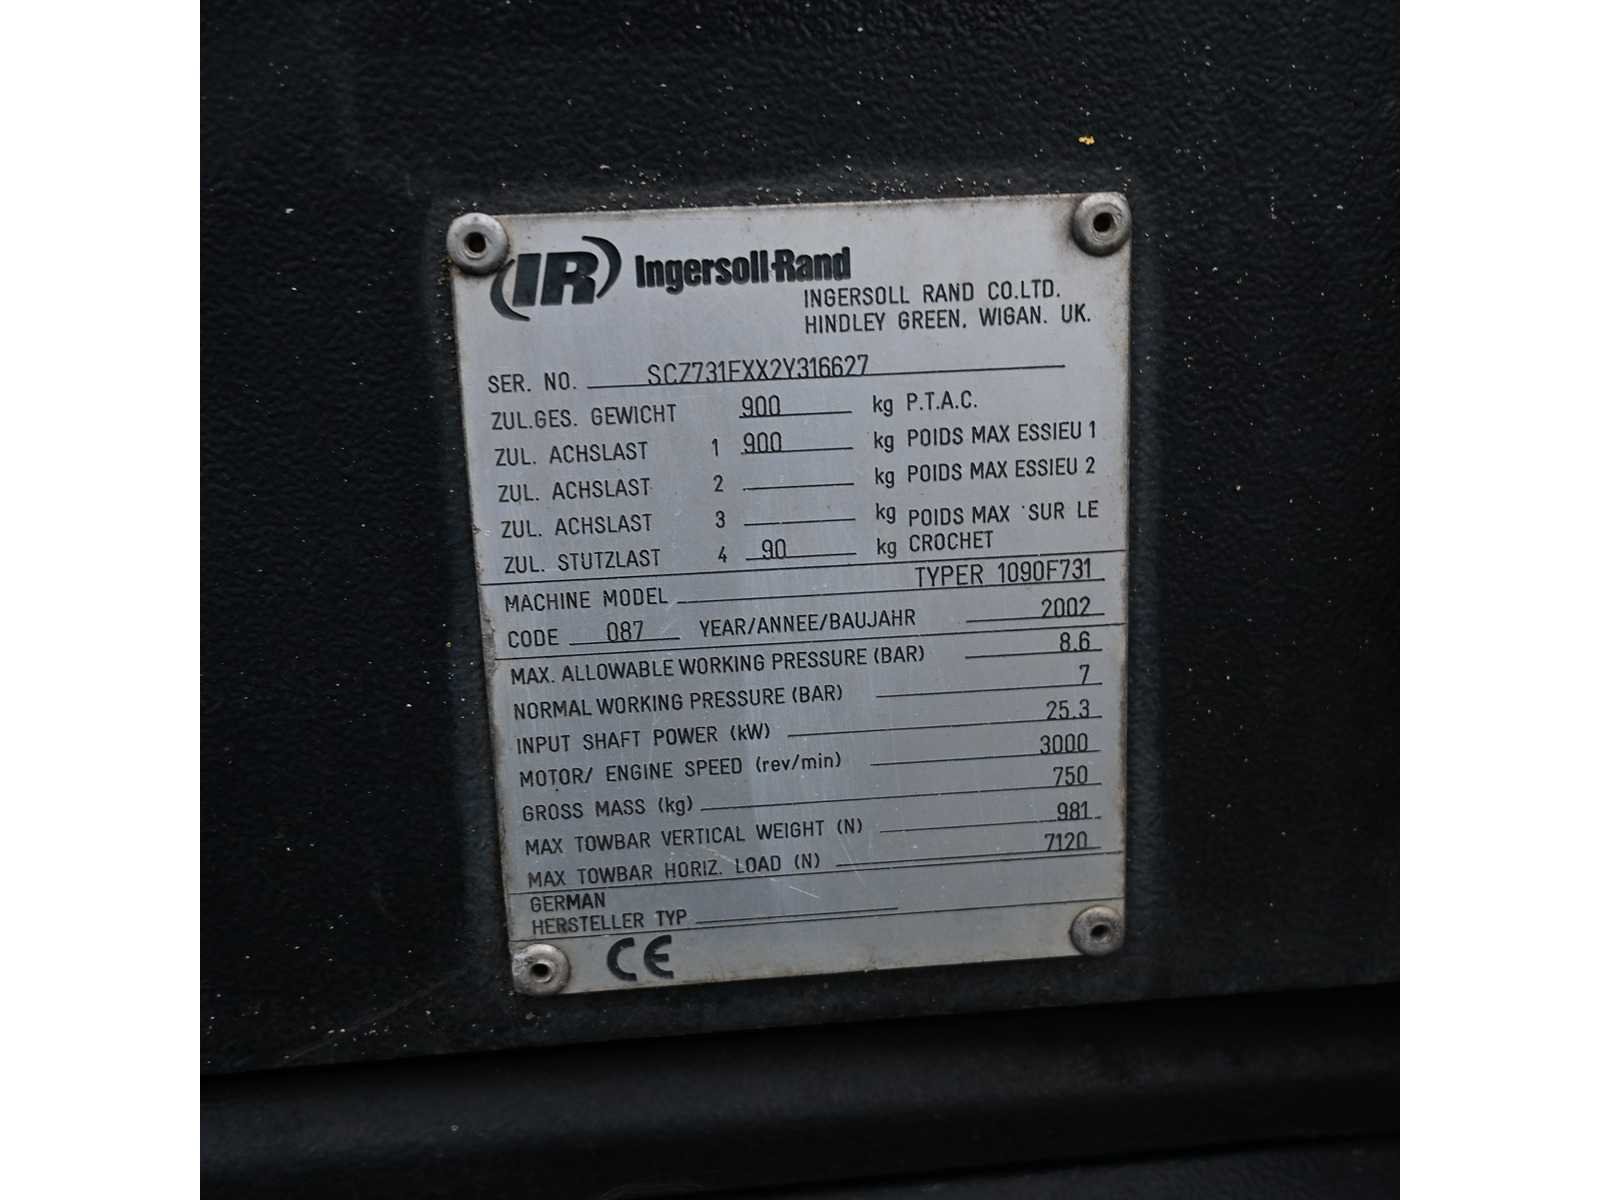 IR Ingersoll-Rand
INGERSOLL RAND CO.LTD.
HINDLEY GREEN, WIGAN. UK.
SER. NO. SCZ731FXX2Y316627
ZUL.GES. GEWICHT 900 kg P.T.A.C.
ZUL. ACHSLAST 1 900 kg POIDS MAX ESSIEU 1
ZUL. ACHSLAST 2 kg POIDS MAX ESSIEU 2
ZUL. ACHSLAST 3 kg POIDS MAX SUR LE
ZUL. STUTZLAST 4 90 kg CROCHET
MACHINE MODEL TYPER 1090F731
CODE 087 YEAR/ANNEE/BAUJAHR 2002
MAX. ALLOWABLE WORKING PRESSURE (BAR) 8.6
NORMAL WORKING PRESSURE (BAR) 7
INPUT SHAFT POWER (kW) 25.3
MOTOR/ ENGINE SPEED (rev/min) 3000
GROSS MASS (kg) 750
MAX TOWBAR VERTICAL WEIGHT (N) 981
MAX TOWBAR HORIZ. LOAD (N) 7120
GERMAN
HERSTELLER TYP
CE